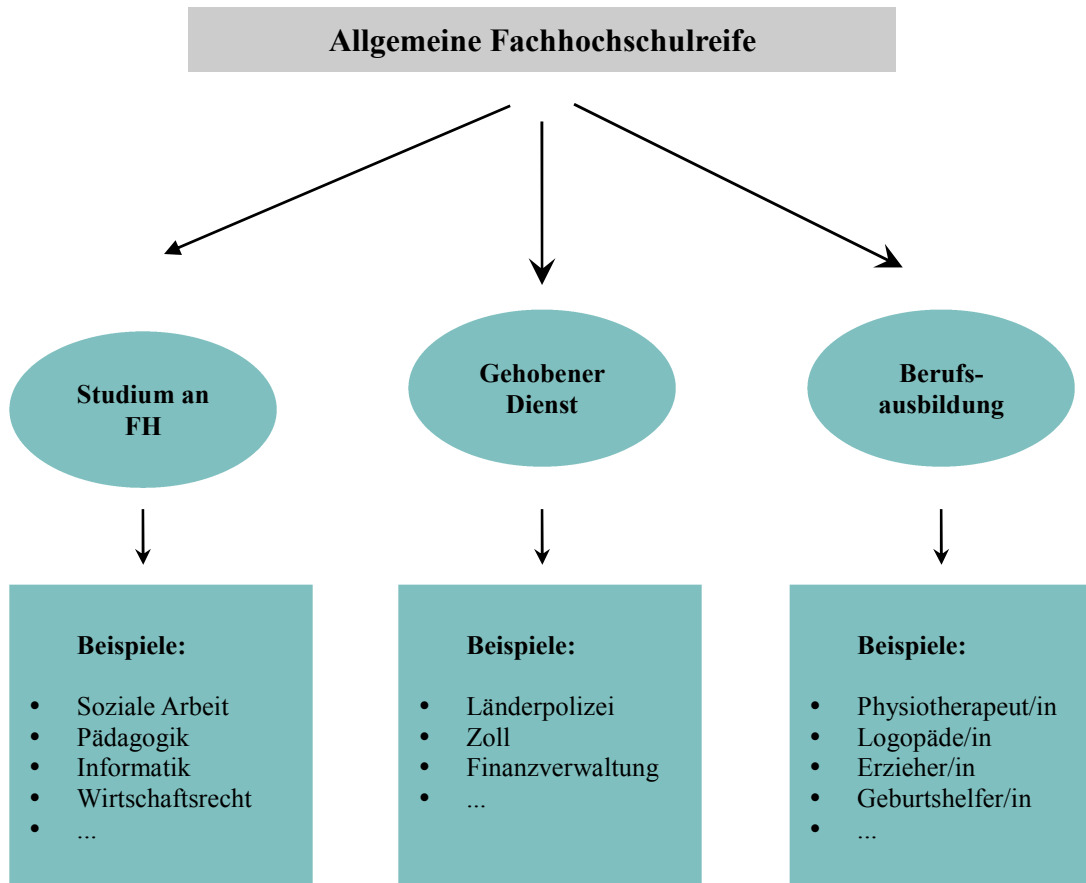 Allgemeine Fachhochschulreife
Studium an
FH
Gehobener
Dienst
Berufs-
ausbildung
Beispiele:
• Soziale Arbeit
• Pädagogik
• Informatik
• Wirtschaftsrecht
• ...
Beispiele:
• Länderpolizei
• Zoll
• Finanzverwaltung
• ...
Beispiele:
• Physiotherapeut/in
• Logopäde/in
• Erzieher/in
• Geburtshelfer/in
• ...